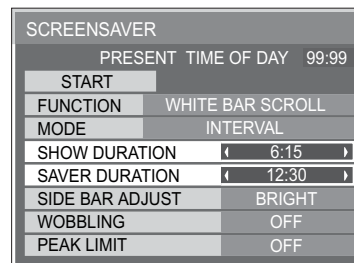 SCREENSAVER
PRESENT TIME OF DAY 99:99
START
FUNCTION WHITE BAR SCROLL
MODE INTERVAL
SHOW DURATION 6:15
SAVER DURATION 12:30
SIDE BAR ADJUST BRIGHT
WOBBLING OFF
PEAK LIMIT OFF